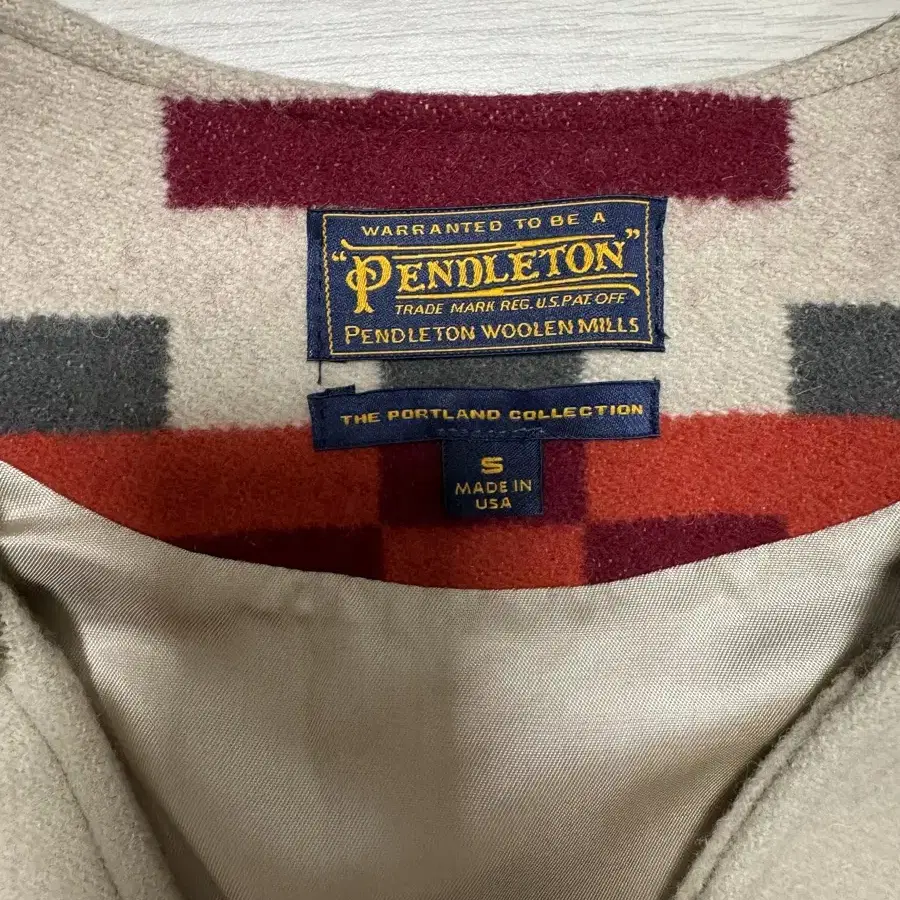 WARRANTED TO BE A
"PENDLETON"
TRADE MARK REG. U.S. PAT. OFF
PENDLETON WOOLEN MILLS
THE PORTLAND COLLECTION
S
MADE IN
USA